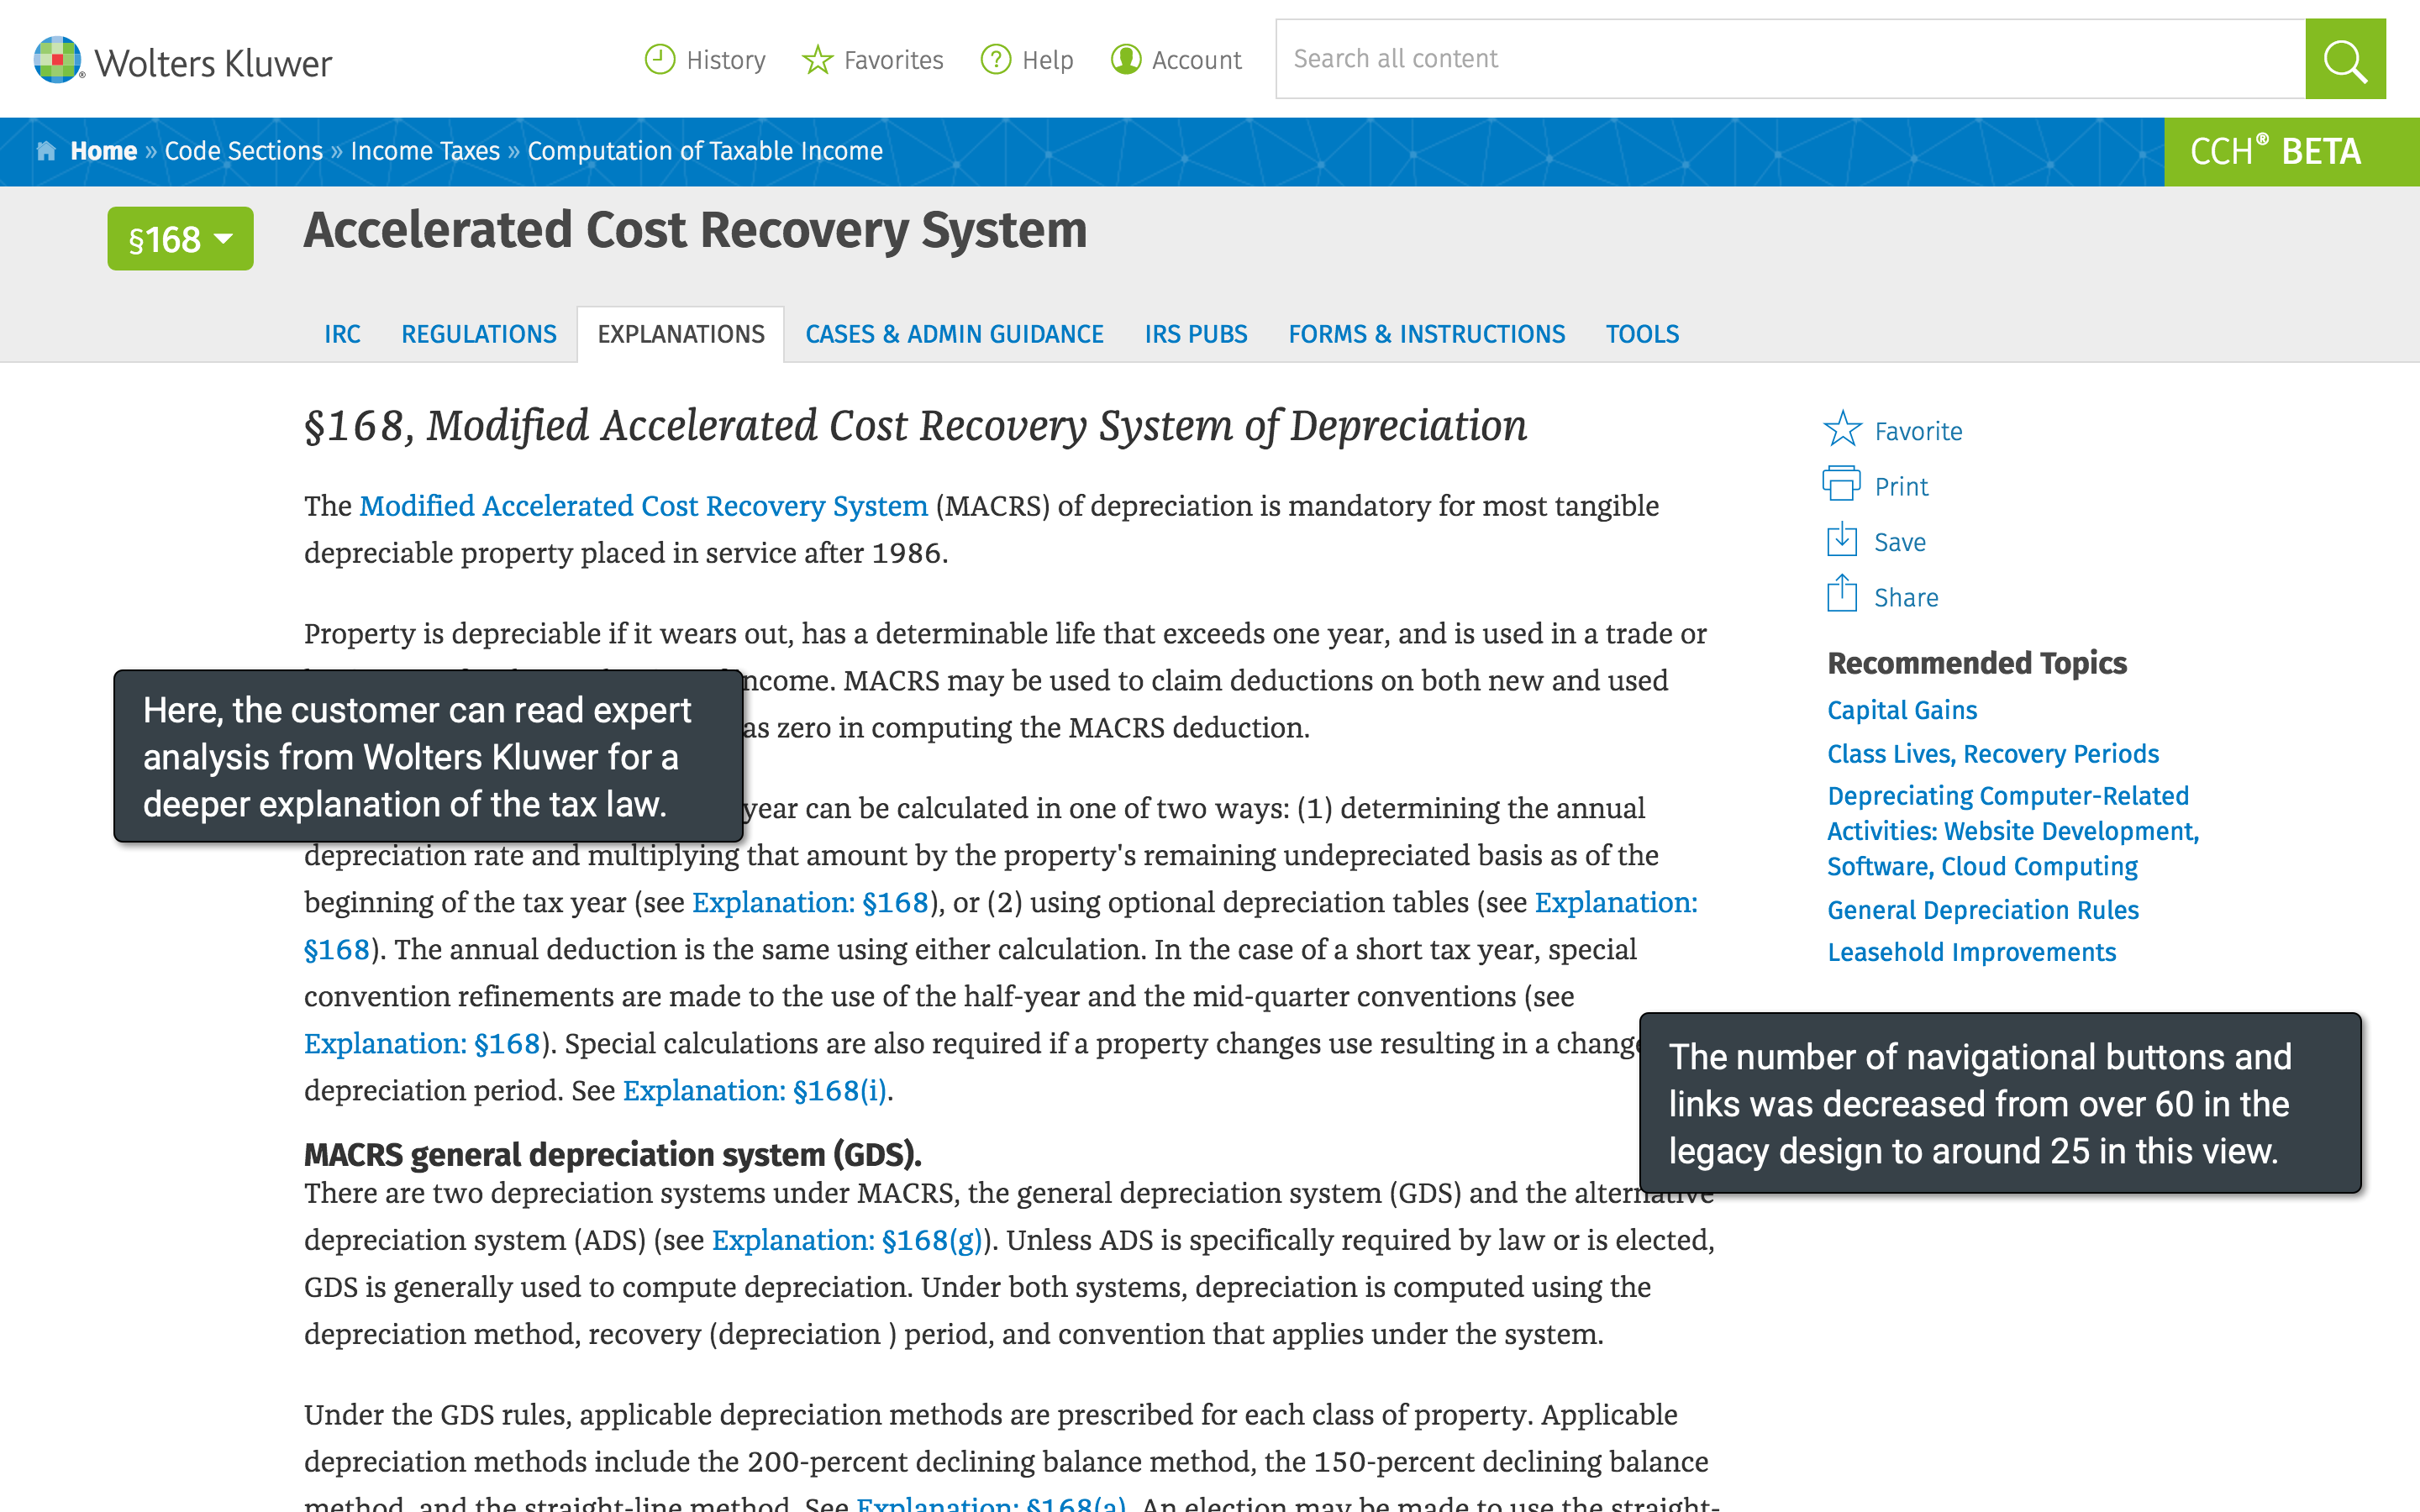 Wolters Kluwer
History
Favorites
Help
Account
Search all content
Home » Code Sections » Income Taxes » Computation of Taxable Income
CCH® BETA
§168
Accelerated Cost Recovery System
IRC
REGULATIONS
EXPLANATIONS
CASES & ADMIN GUIDANCE
IRS PUBS
FORMS & INSTRUCTIONS
TOOLS
§168, Modified Accelerated Cost Recovery System of Depreciation
The Modified Accelerated Cost Recovery System (MACRS) of depreciation is mandatory for most tangible
depreciable property placed in service after 1986.
Property is depreciable if it wears out, has a determinable life that exceeds one year, and is used in a trade or
ncome. MACRS may be used to claim deductions on both new and used
as zero in computing the MACRS deduction.
Here, the customer can read expert
analysis from Wolters Kluwer for a
deeper explanation of the tax law.
year can be calculated in one of two ways: (1) determining the annual
depreciation rate and multiplying that amount by the property's remaining undepreciated basis as of the
beginning of the tax year (see Explanation: §168), or (2) using optional depreciation tables (see Explanation:
§168). The annual deduction is the same using either calculation. In the case of a short tax year, special
convention refinements are made to the use of the half-year and the mid-quarter conventions (see
Explanation: §168). Special calculations are also required if a property changes use resulting in a change
depreciation period. See Explanation: §168(i).
MACRS general depreciation system (GDS).
There are two depreciation systems under MACRS, the general depreciation system (GDS) and the alternative
depreciation system (ADS) (see Explanation: §168(g)). Unless ADS is specifically required by law or is elected,
GDS is generally used to compute depreciation. Under both systems, depreciation is computed using the
depreciation method, recovery (depreciation ) period, and convention that applies under the system.
Under the GDS rules, applicable depreciation methods are prescribed for each class of property. Applicable
depreciation methods include the 200-percent declining balance method, the 150-percent declining balance
method, and the straight-line method. See Explanation: §168(a). An election may be made to use the straight-
Favorite
Print
Save
Share
Recommended Topics
Capital Gains
Class Lives, Recovery Periods
Depreciating Computer-Related
Activities: Website Development,
Software, Cloud Computing
General Depreciation Rules
Leasehold Improvements
The number of navigational buttons and
links was decreased from over 60 in the
legacy design to around 25 in this view.